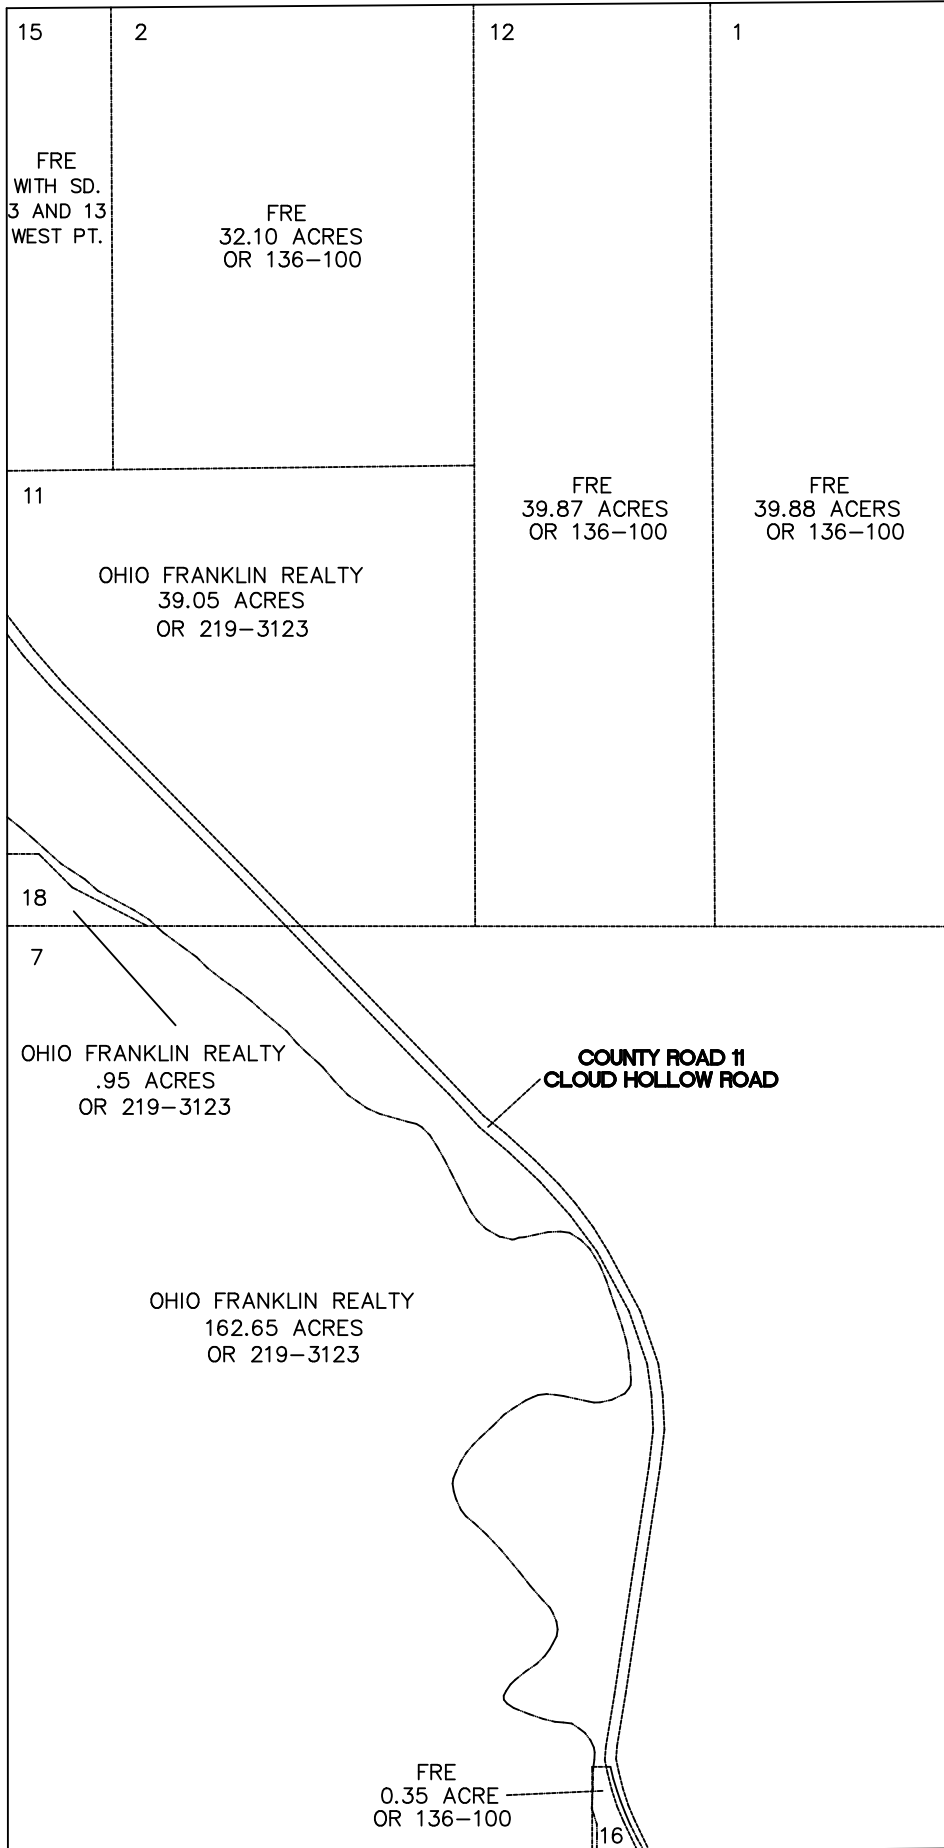 15
2
12
1
FRE
WITH SD.
3 AND 13
WEST PT.
FRE
32.10 ACRES
OR 136-100
11
FRE
39.87 ACRES
OR 136-100
FRE
39.88 ACERS
OR 136-100
OHIO FRANKLIN REALTY
39.05 ACRES
OR 219-3123
18
7
OHIO FRANKLIN REALTY
.95 ACRES
OR 219-3123
COUNTY ROAD 11
CLOUD HOLLOW ROAD
OHIO FRANKLIN REALTY
162.65 ACRES
OR 219-3123
FRE
0.35 ACRE
OR 136-100
16